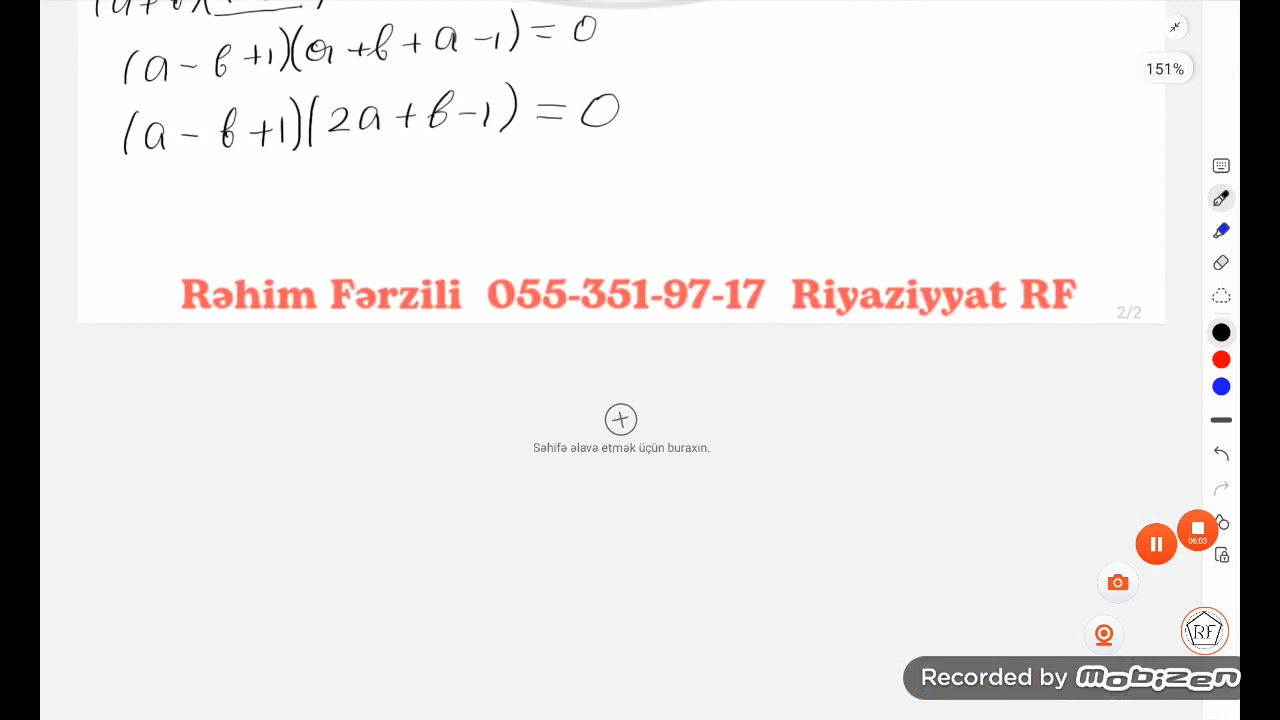 (a - b + 1)(a + b + a - 1) = 0
151%
(a - b + 1)(2a + b - 1) = 0
Rəhim Fərzili 055-351-97-17 Riyaziyyat RF
2/2
Səhifə əlavə etmək üçün buraxın.
06:03
RF
Recorded by Mobizen